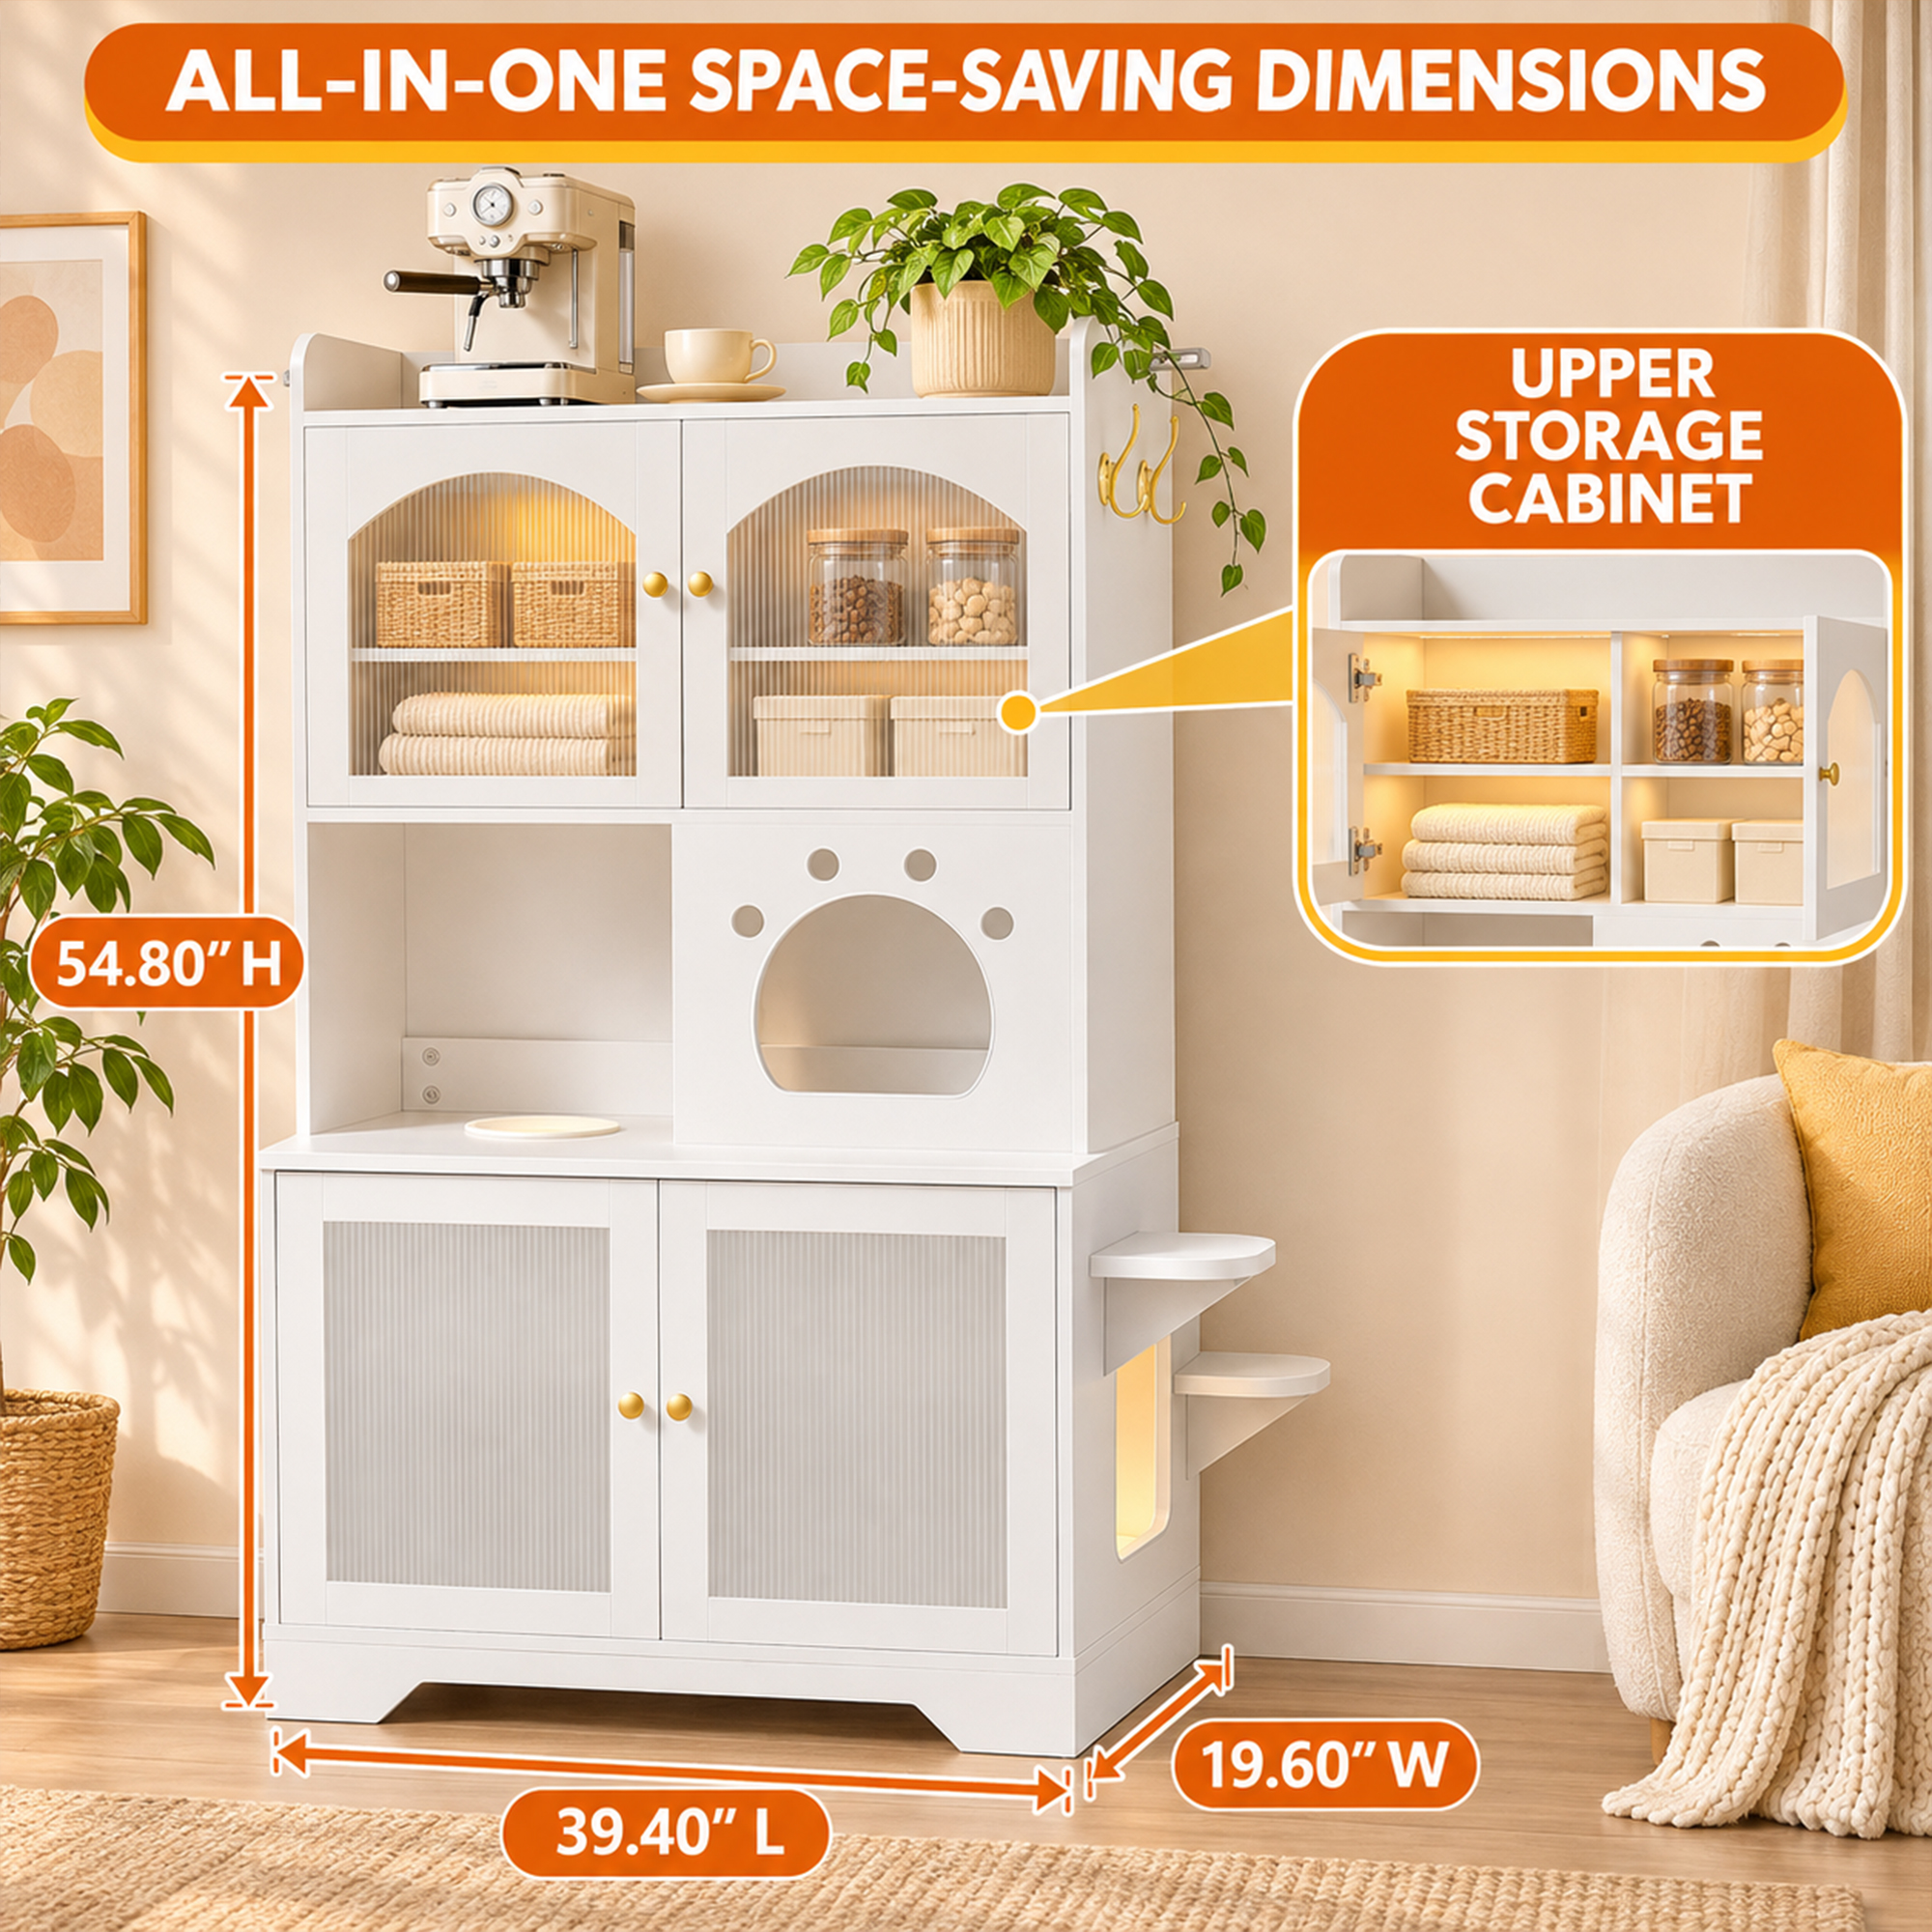 ALL-IN-ONE SPACE-SAVING DIMENSIONS
UPPER
STORAGE
CABINET
54.80" H
19.60" W
39.40" L